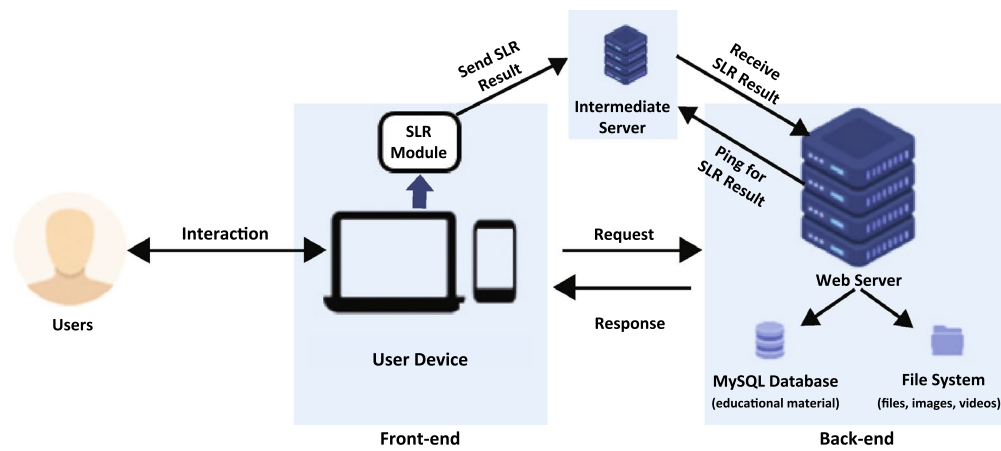 Send SLR
Result
Receive
SLR Result
Intermediate
Server
SLR
Module
Ping for
SLR Result
Interaction
Request
Web Server
Users
Response
User Device
MySQL Database
(educational material)
File System
(files, images, videos)
Front-end
Back-end